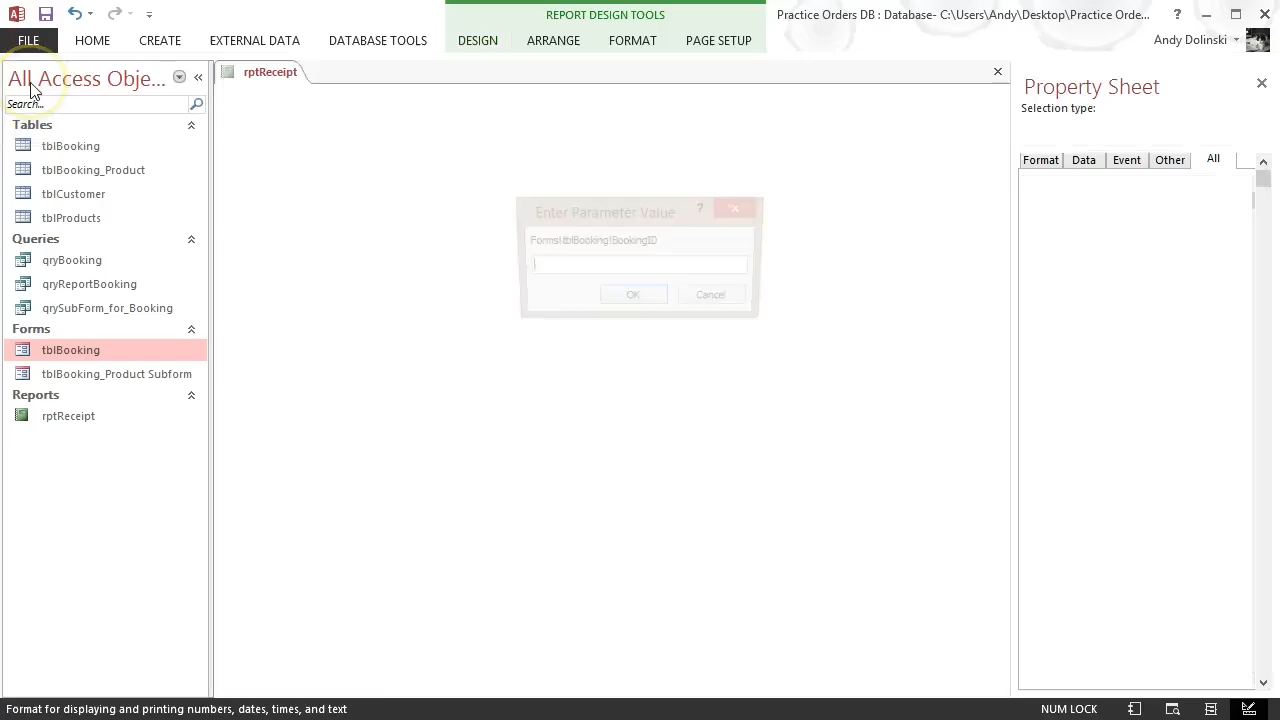 REPORT DESIGN TOOLS
Practice Orders DB : Database- C:\Users\Andy\Desktop\Practice Orde...
?
FILE
HOME
CREATE
EXTERNAL DATA
DATABASE TOOLS
DESIGN
ARRANGE
FORMAT
PAGE SETUP
Andy Dolinski
All Access Obje...
Search...
Tables
tblBooking
tblBooking_Product
tblCustomer
tblProducts
Queries
qryBooking
qryReportBooking
qrySubForm_for_Booking
Forms
tblBooking
tblBooking_Product Subform
Reports
rptReceipt
rptReceipt
Enter Parameter Value
?
Forms!tblBooking!BookingID
OK
Cancel
Property Sheet
Selection type:
Format
Data
Event
Other
All
Format for displaying and printing numbers, dates, times, and text
NUM LOCK